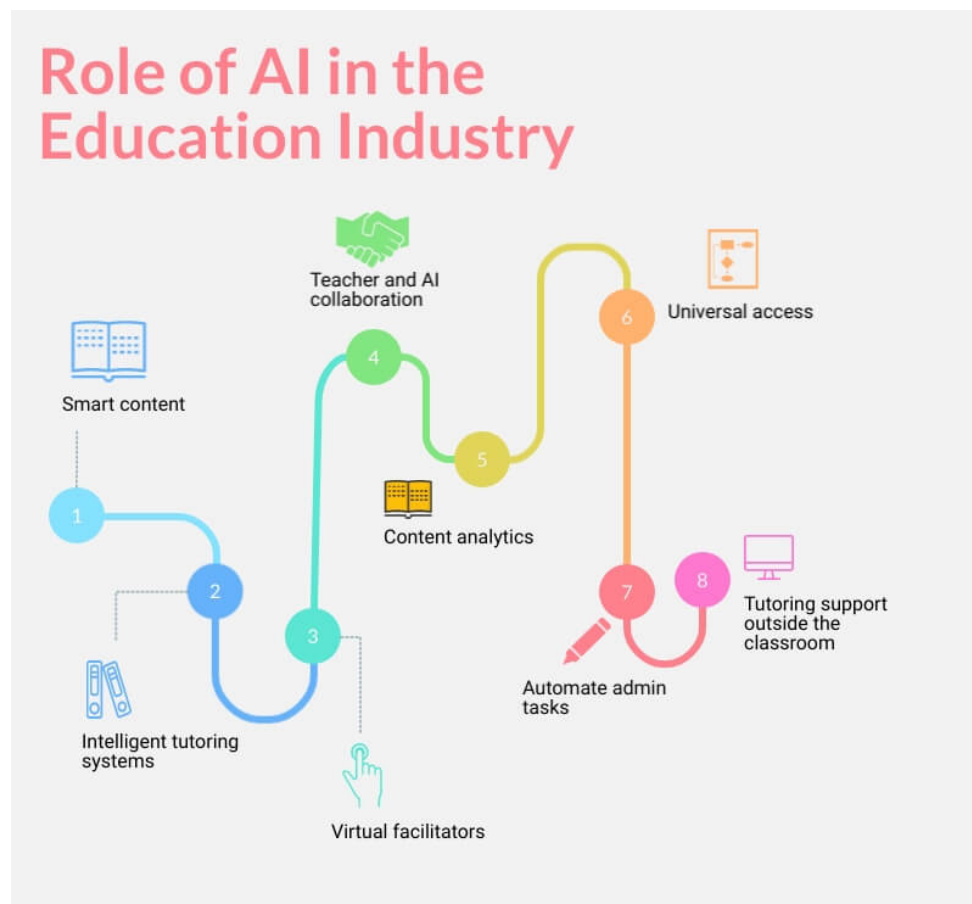 Role of AI in the
Education Industry
1
Smart content
2
Intelligent tutoring
systems
3
Virtual facilitators
4
Teacher and AI
collaboration
5
Content analytics
6
Universal access
7
Automate admin
tasks
8
Tutoring support
outside the
classroom